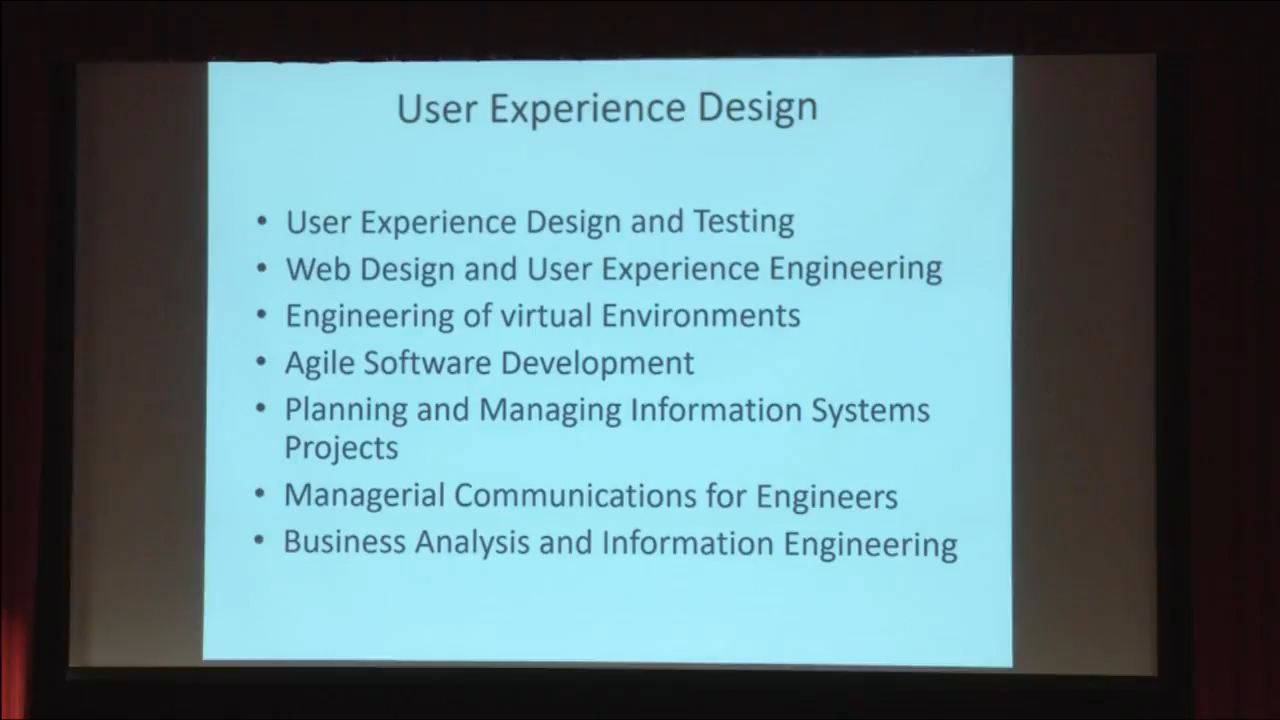 User Experience Design
• User Experience Design and Testing
• Web Design and User Experience Engineering
• Engineering of virtual Environments
• Agile Software Development
• Planning and Managing Information Systems
Projects
• Managerial Communications for Engineers
• Business Analysis and Information Engineering